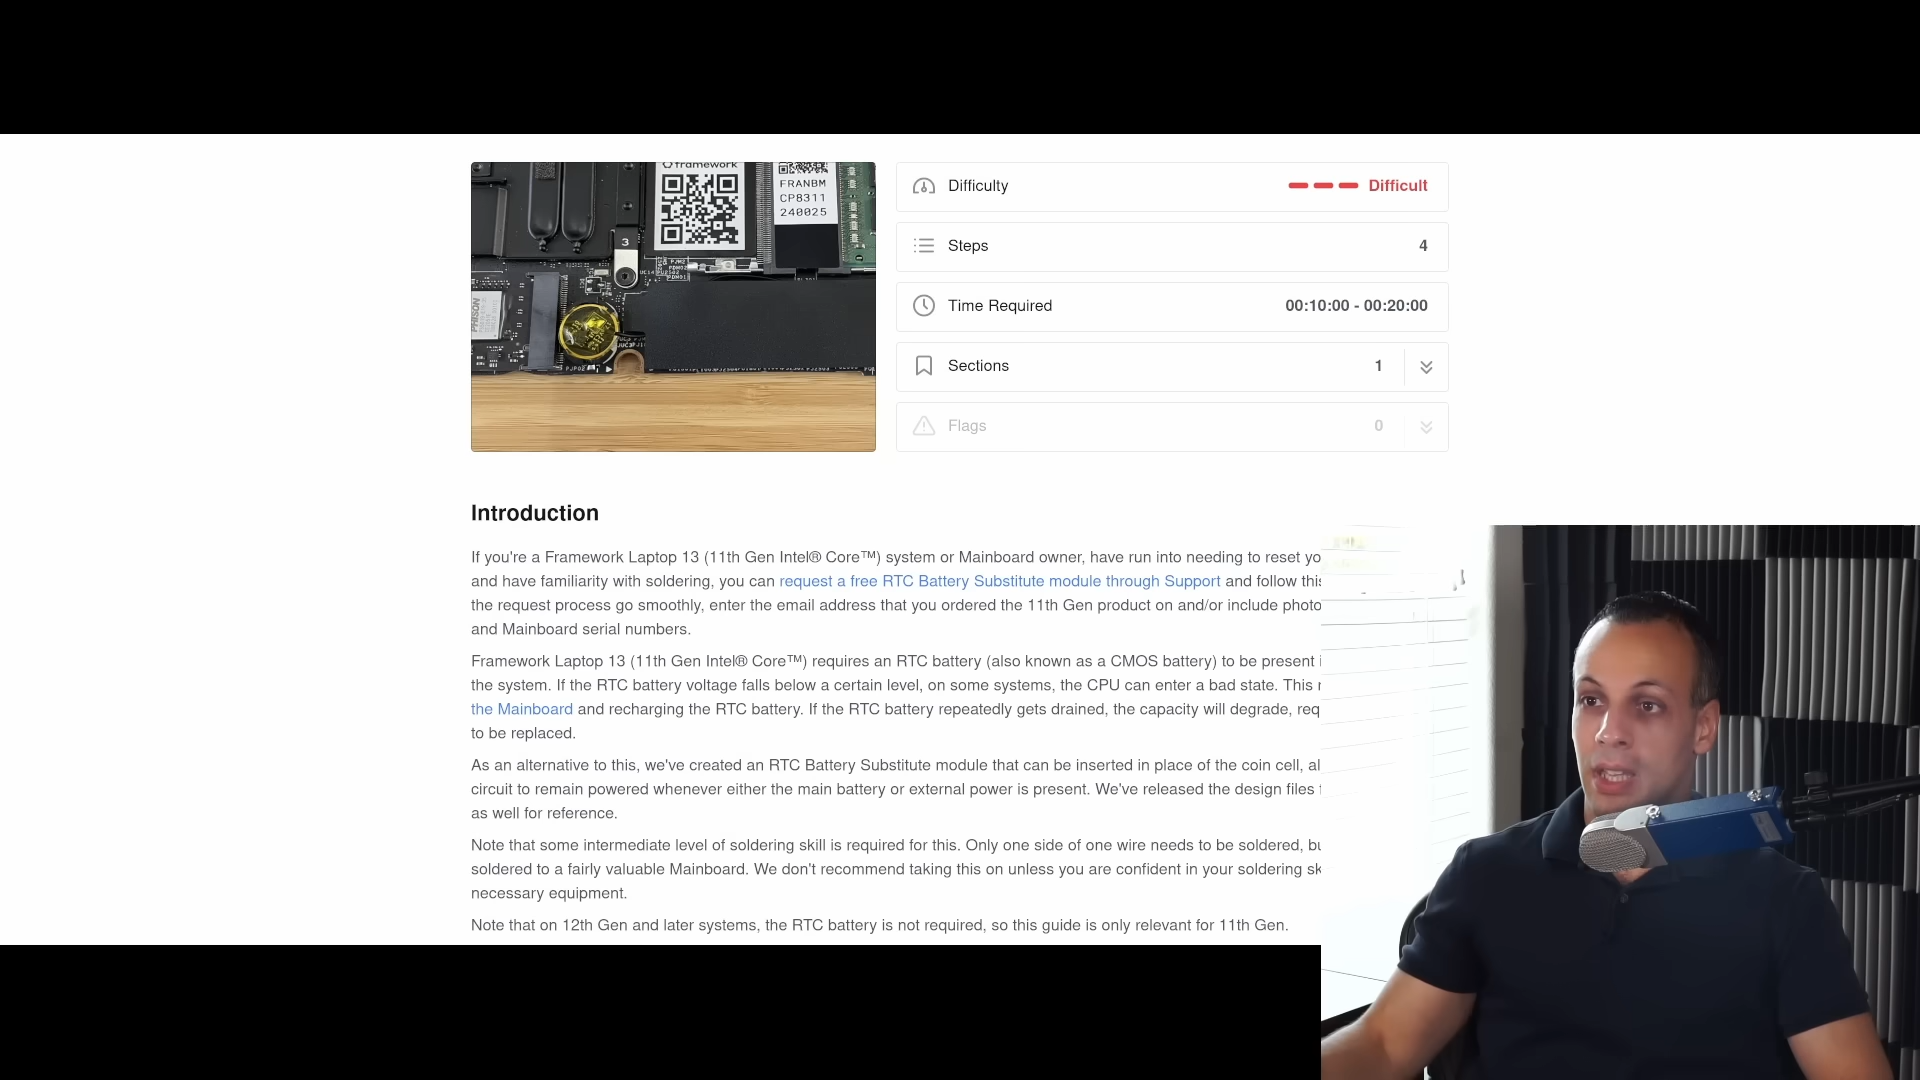 framework
FRANBM
CP8311
240025
3
PHISON
PJP02
Difficulty
Difficult
Steps
4
Time Required
00:10:00 - 00:20:00
Sections
1
Flags
0
Introduction
If you're a Framework Laptop 13 (11th Gen Intel® Core™) system or Mainboard owner, have run into needing to reset
and have familiarity with soldering, you can request a free RTC Battery Substitute module through Support and follow
the request process go smoothly, enter the email address that you ordered the 11th Gen product on and/or include
and Mainboard serial numbers.
Framework Laptop 13 (11th Gen Intel® Core™) requires an RTC battery (also known as a CMOS battery) to be present
the system. If the RTC battery voltage falls below a certain level, on some systems, the CPU can enter a bad state. This
the Mainboard and recharging the RTC battery. If the RTC battery repeatedly gets drained, the capacity will degrade,
to be replaced.
As an alternative to this, we've created an RTC Battery Substitute module that can be inserted in place of the coin cell,
circuit to remain powered whenever either the main battery or external power is present. We've released the design files
as well for reference.
Note that some intermediate level of soldering skill is required for this. Only one side of one wire needs to be soldered,
soldered to a fairly valuable Mainboard. We don't recommend taking this on unless you are confident in your soldering
necessary equipment.
Note that on 12th Gen and later systems, the RTC battery is not required, so this guide is only relevant for 11th Gen.